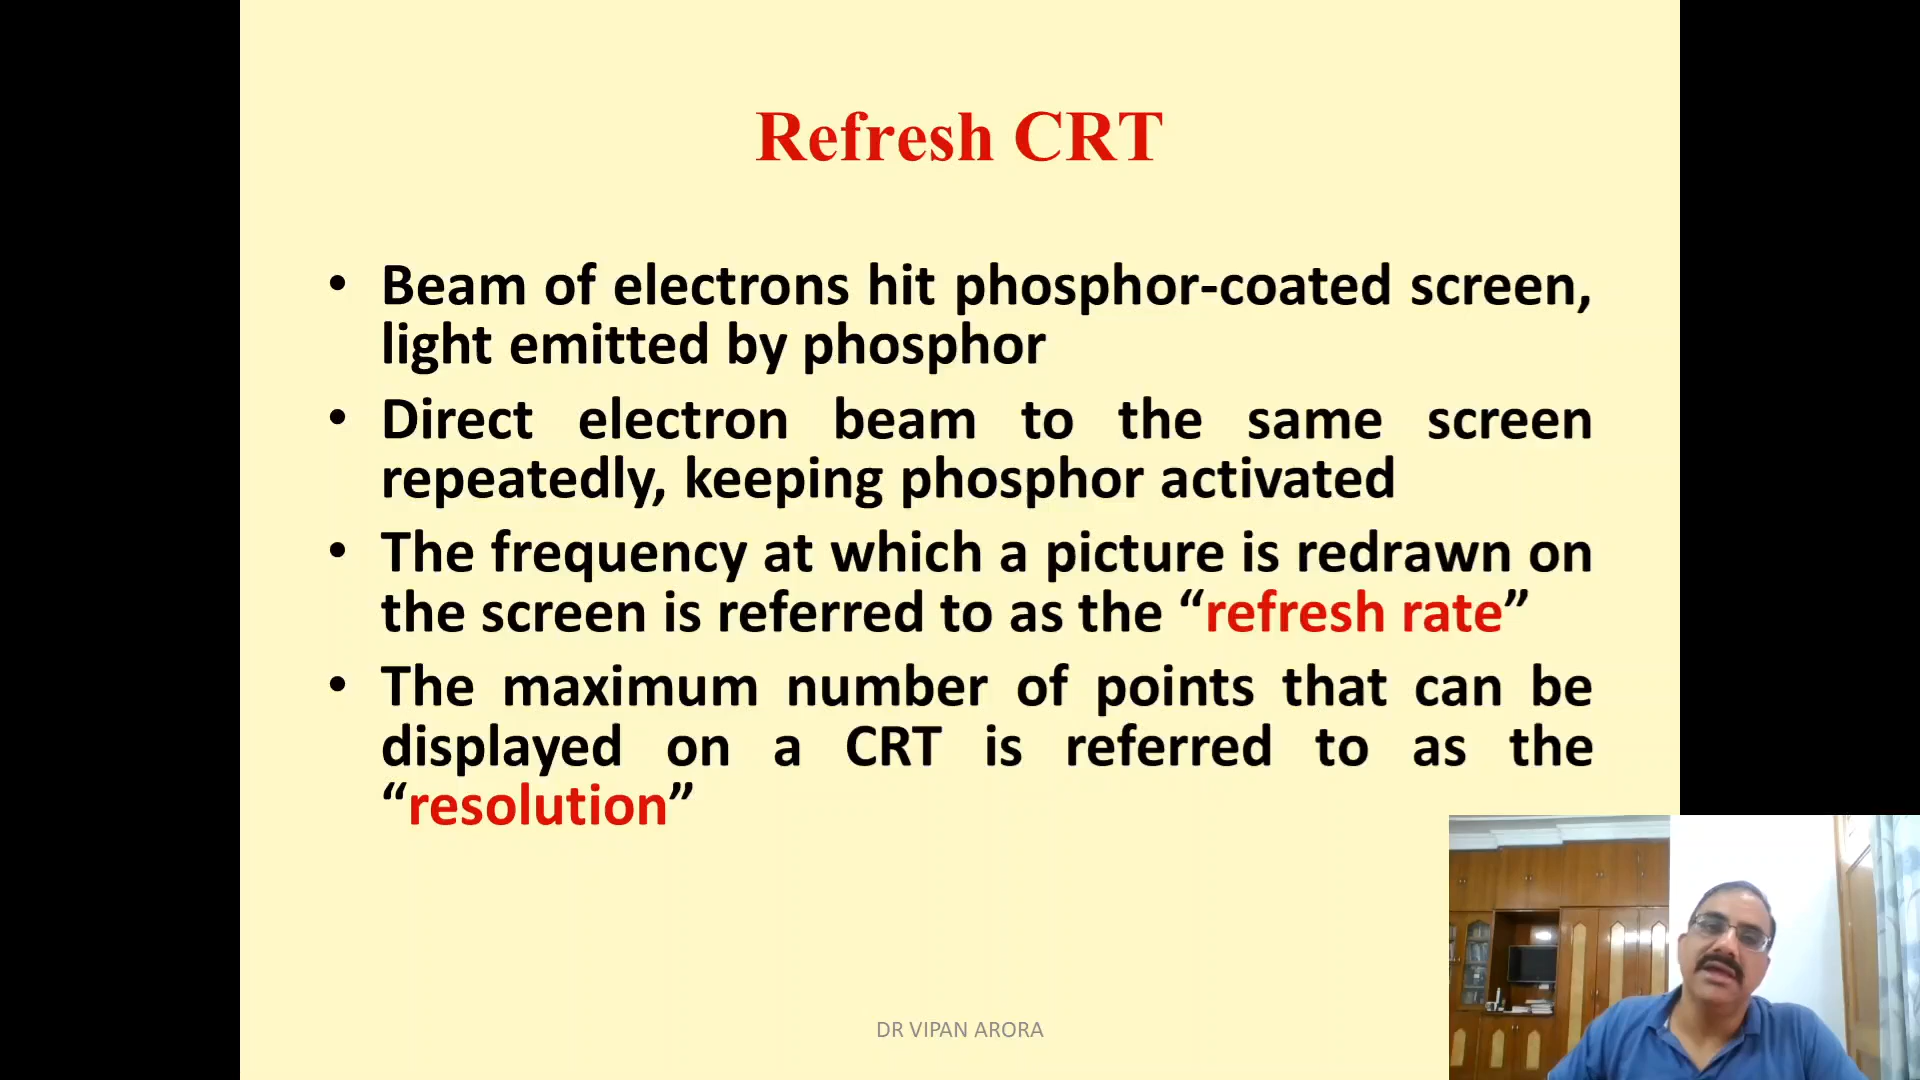 Refresh CRT
• Beam of electrons hit phosphor-coated screen,
light emitted by phosphor
• Direct electron beam to the same screen
repeatedly, keeping phosphor activated
• The frequency at which a picture is redrawn on
the screen is referred to as the “refresh rate”
• The maximum number of points that can be
displayed on a CRT is referred to as the
“resolution”
DR VIPAN ARORA